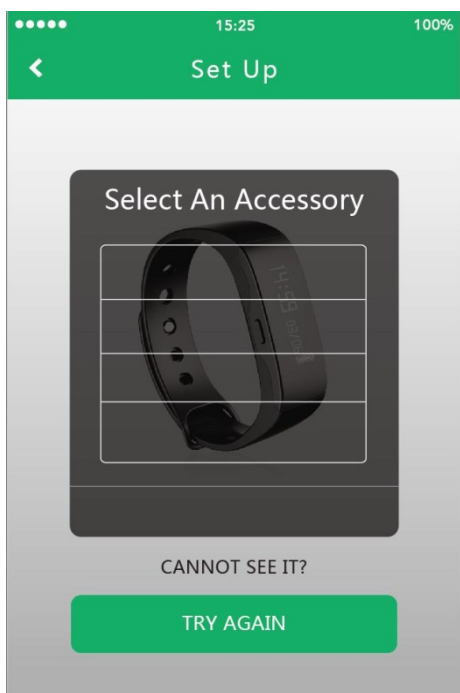 15:25
100%
Set Up
Select An Accessory
CANNOT SEE IT?
TRY AGAIN